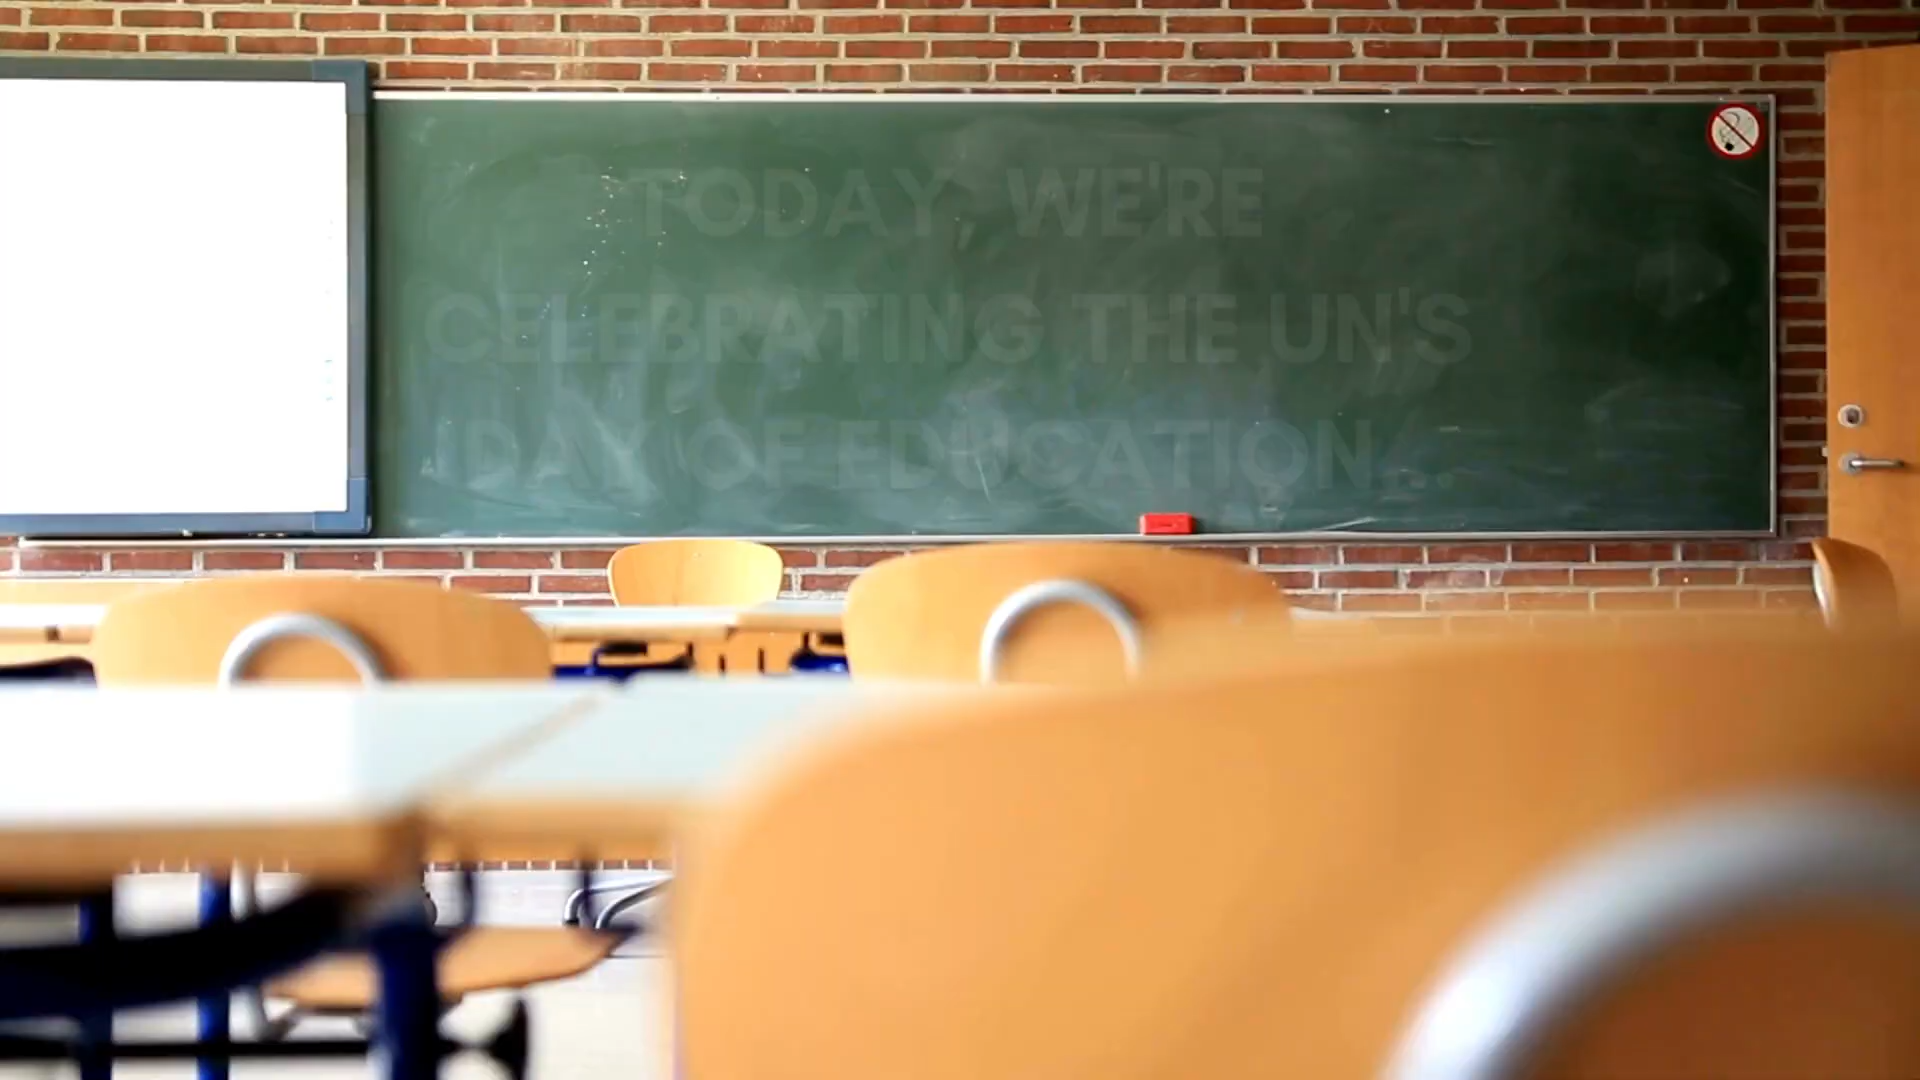 TODAY, WE'RE
CELEBRATING THE UN'S
DAY OF EDUCATION...